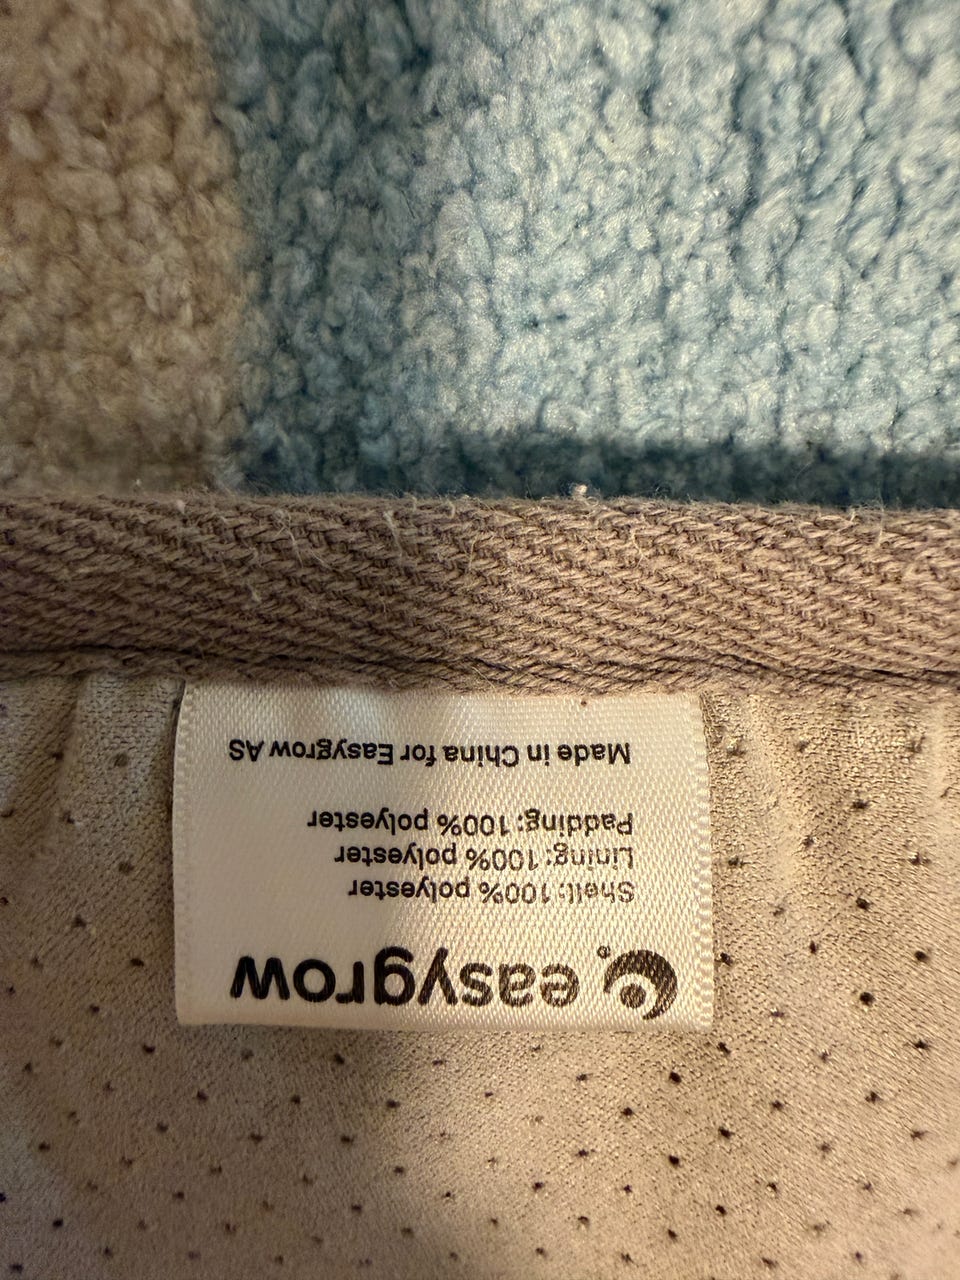 easygrow
Shell: 100% polyester
Lining: 100% polyester
Padding: 100% polyester
Made in China for Easygrow AS